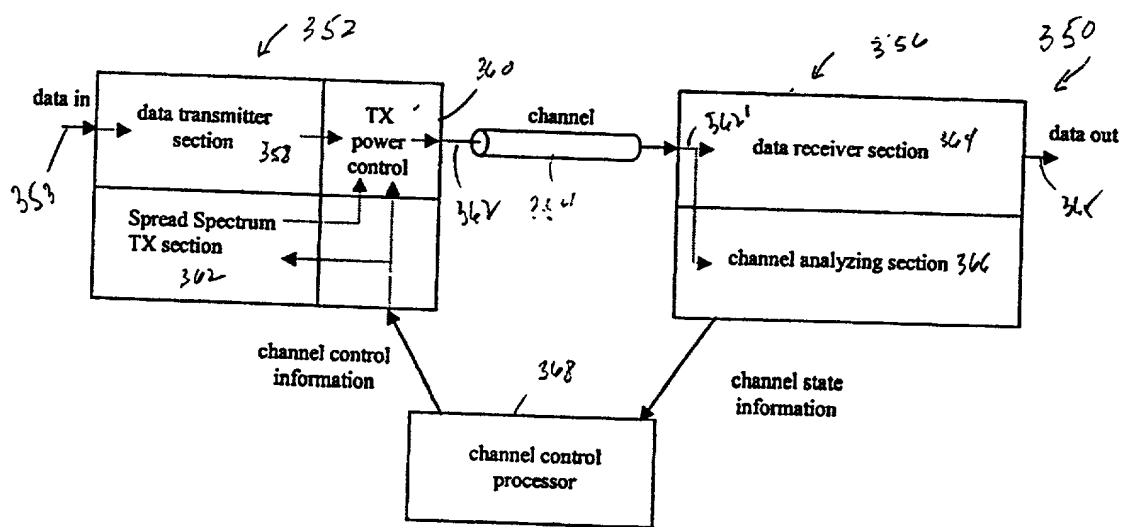 352
356
350
360
data in
data transmitter
section 358
TX
power
control
channel
362'
data receiver section 364
data out
353
362
Spread Spectrum
TX section
362
channel analyzing section 366
channel control
information
368
channel state
information
channel control
processor